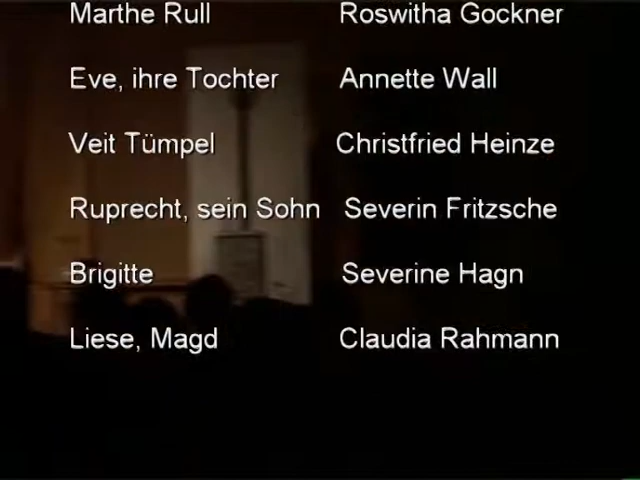 Marthe Rull Roswitha Gockner
Eve, ihre Tochter Annette Wall
Veit Tümpel Christfried Heinze
Ruprecht, sein Sohn Severin Fritzsche
Brigitte Severine Hagn
Liese, Magd Claudia Rahmann